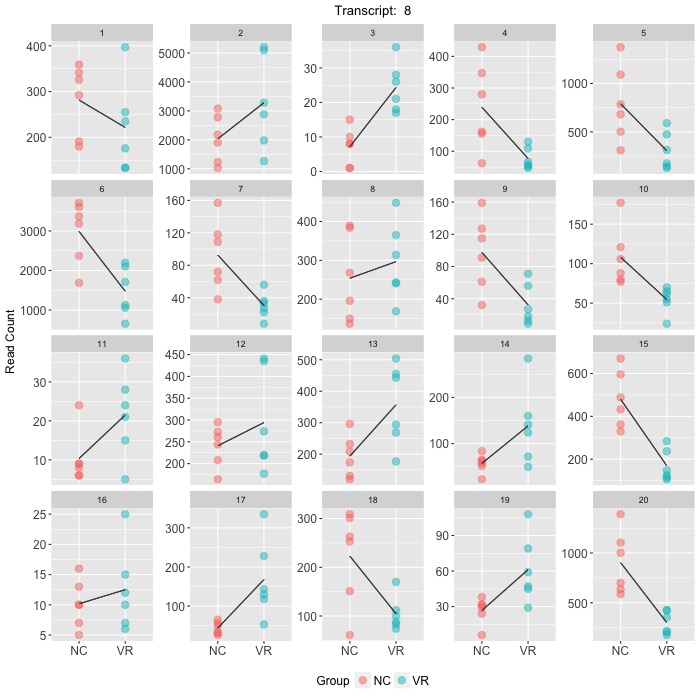 Transcript: 8
1 2 3 4 5
400 5000 30 400 1000
300 4000 20 300 500
200 3000 10 200
2000 0 100
1000
6 7 8 9 10
3000 160 400 160 150
2000 120 300 120 100
1000 80 200 80 50
40 40
Read Count
11 12 13 14 15
30 450 500 200 600
20 400 400 100 400
10 350 300 200
300 200
250
200
16 17 18 19 20
25 300 300 90 1000
20 200 200 60 500
15 100 100 30
10
5
NC VR NC VR NC VR NC VR NC VR
Group NC VR